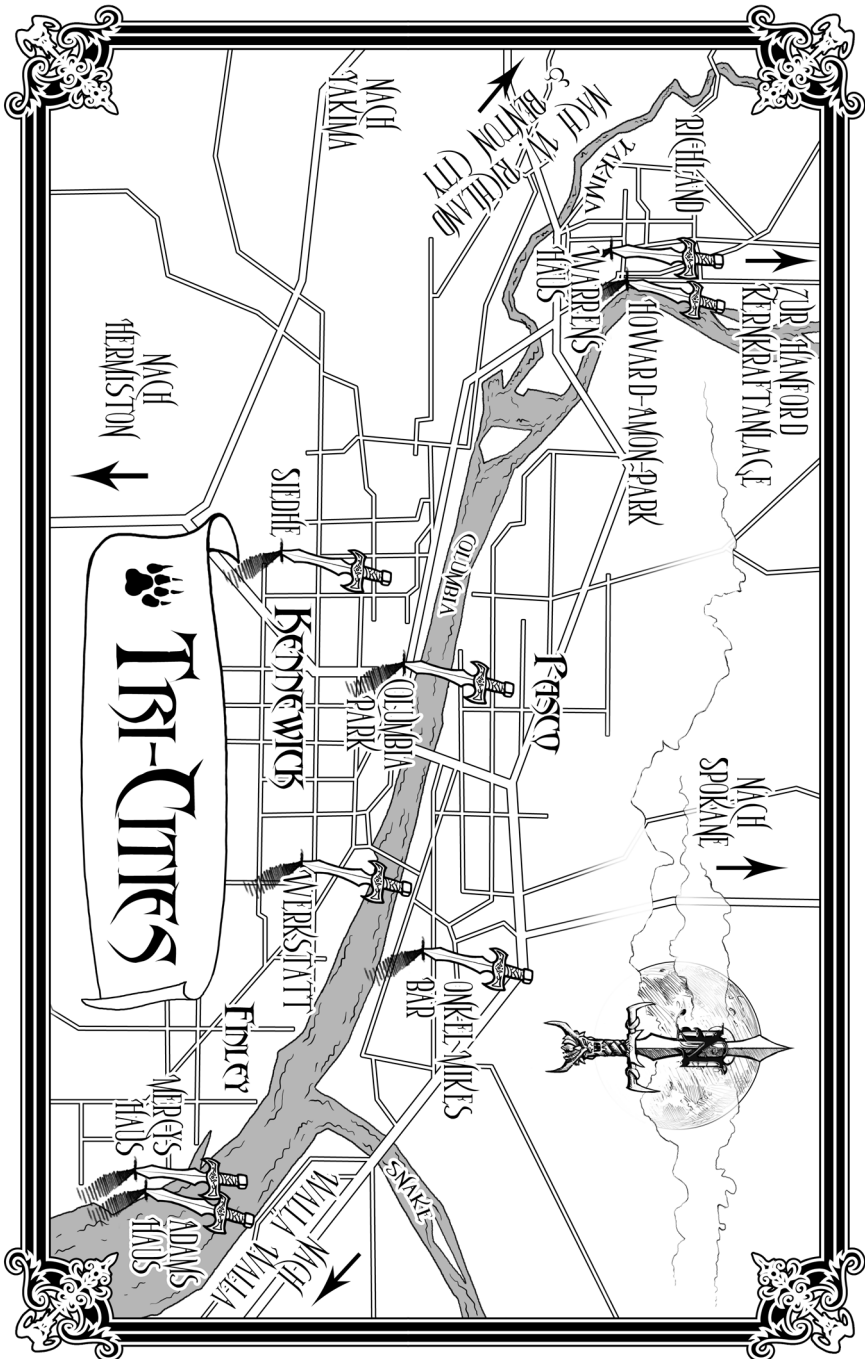 ZUR HANFORD
KERNKRAFTANLAGE
NACH
SPOKANE
RICHLAND
HOWARD-AMON-PARK
YAKIMA
WARRENS
HAUS
NACH W. RICHLAND
& BENTON
CITY
PASCO
COLUMBIA
ONKEL MIKES
BAR
SNAKE
NACH
YAKIMA
COLUMBIA
PARK
NACH
WALLA WALLA
SIEDHE
KENNEWICK
WERKSTATT
FINLEY
NACH
HERMISTON
MERCYS
HAUS
ADAMS
HAUS
TRI-CITIES